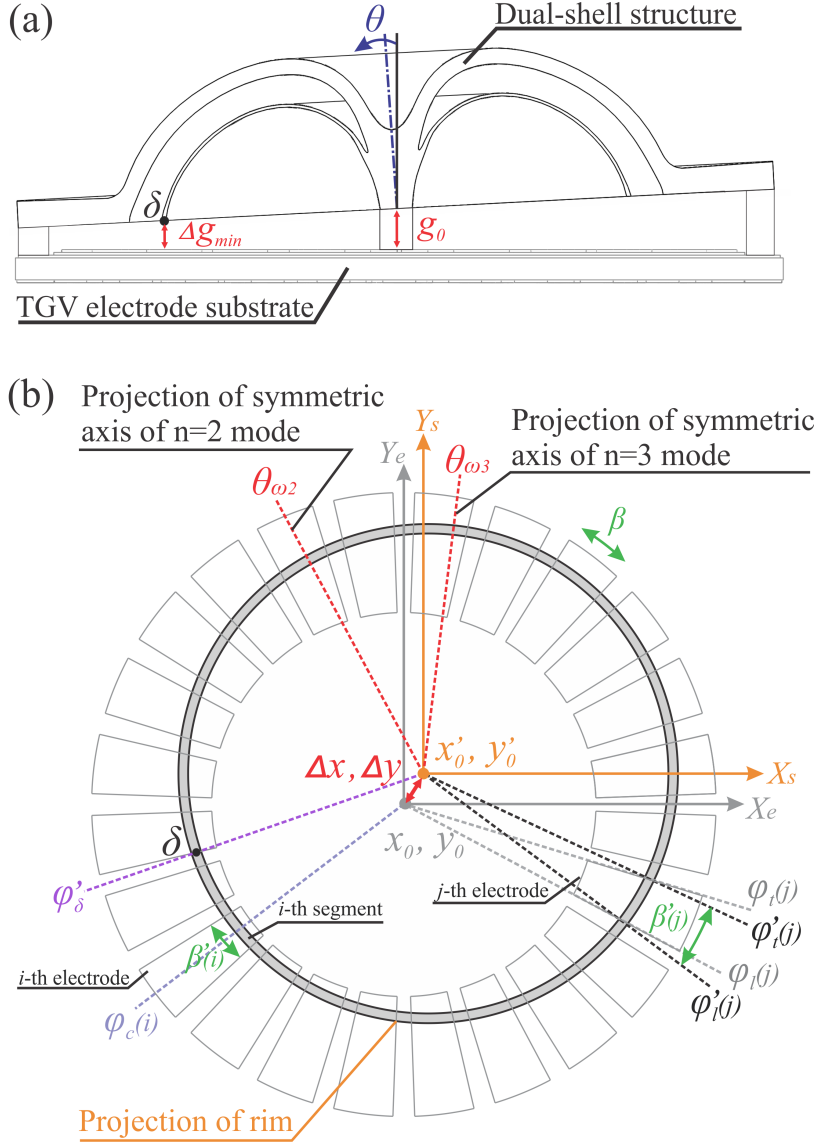 (a)
θ
Dual-shell structure
δ
Δg_min
g_0
TGV electrode substrate
(b)
Projection of symmetric
axis of n=2 mode
Projection of symmetric
axis of n=3 mode
Y_s
Y_e
θ_ω2
θ_ω3
β
Δx, Δy
x'_0, y'_0
X_s
X_e
x_0, y_0
δ
φ'_δ
j-th electrode
i-th segment
β'(i)
i-th electrode
φ_c(i)
β'(j)
φ_t(j)
φ'_t(j)
φ_l(j)
φ'_l(j)
Projection of rim